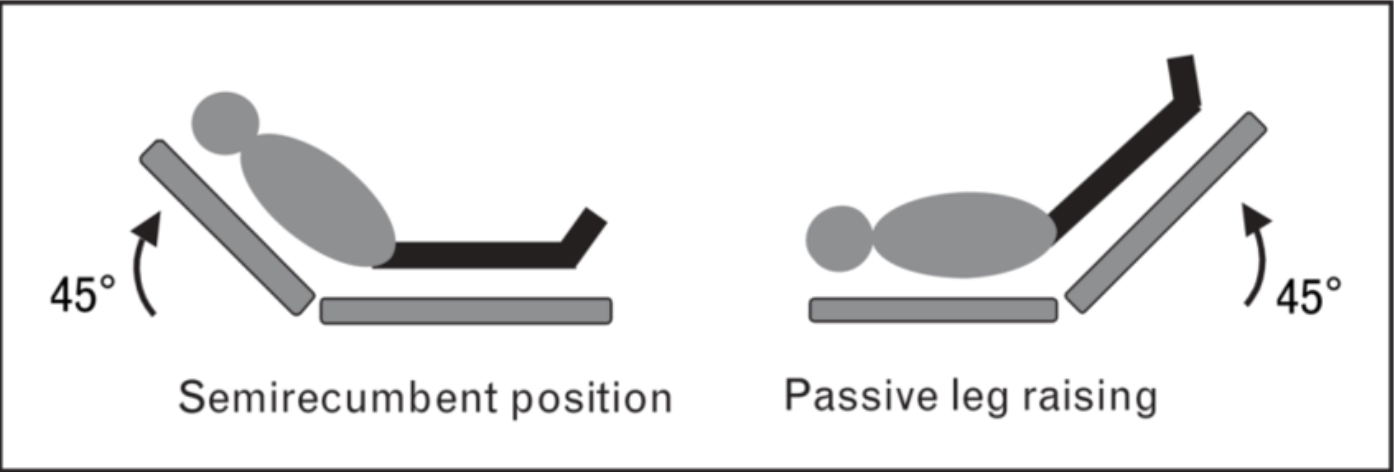 45°
45°
Semirecumbent position
Passive leg raising